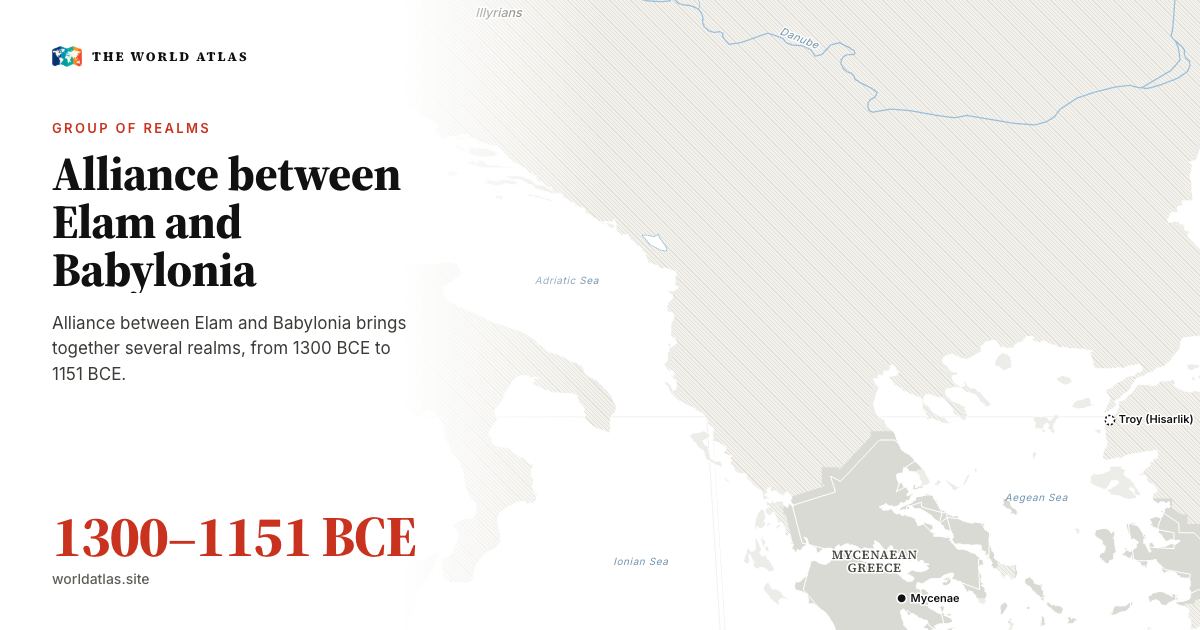 THE WORLD ATLAS
GROUP OF REALMS
Alliance between
Elam and
Babylonia
Alliance between Elam and Babylonia brings
together several realms, from 1300 BCE to
1151 BCE.
1300–1151 BCE
worldatlas.site
Illyrians
Danube
Adriatic Sea
Troy (Hisarlik)
Aegean Sea
MYCENAEAN
GREECE
Ionian Sea
Mycenae